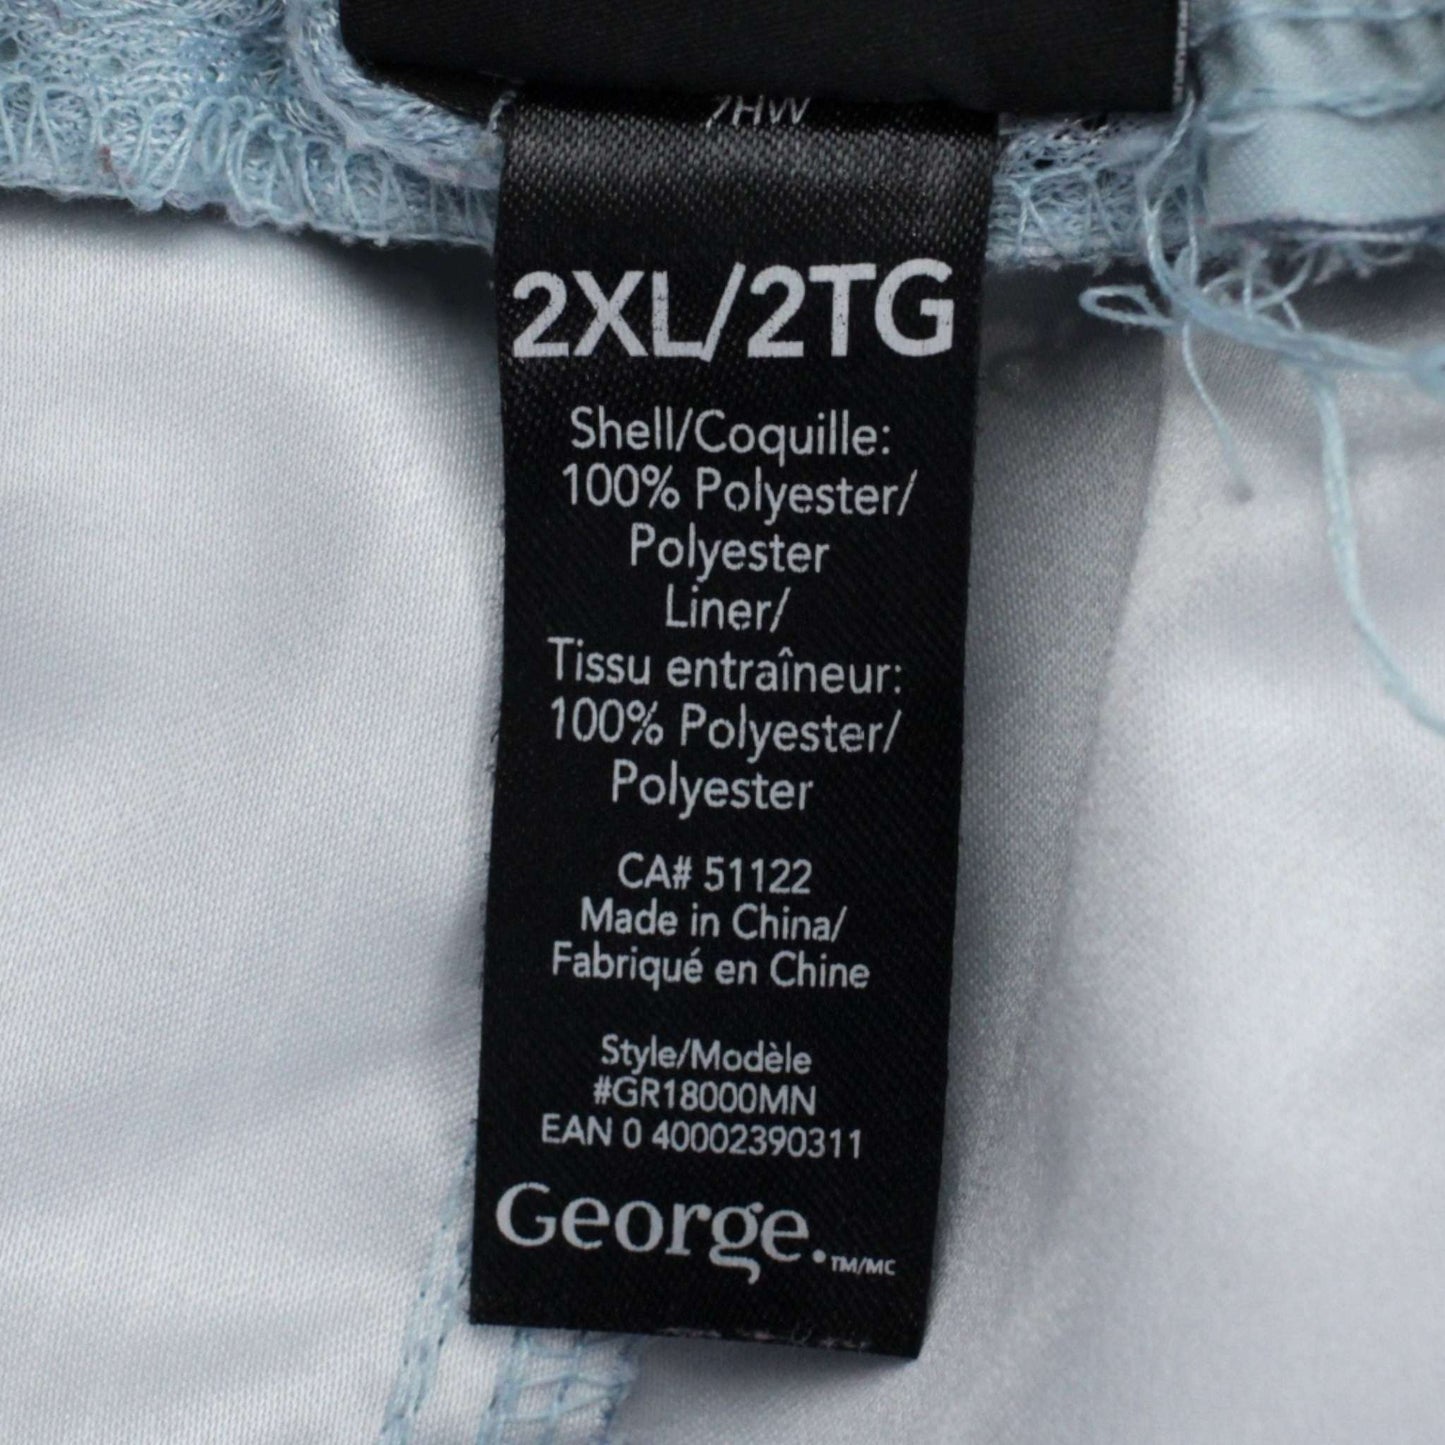 2XL/2TG
Shell/Coquille:
100% Polyester/
Polyester
Liner/
Tissu entraîneur:
100% Polyester/
Polyester
CA# 51122
Made in China/
Fabriqué en Chine
Style/Modèle
#GR18000MN
EAN 0 40002390311
George.TM/MC